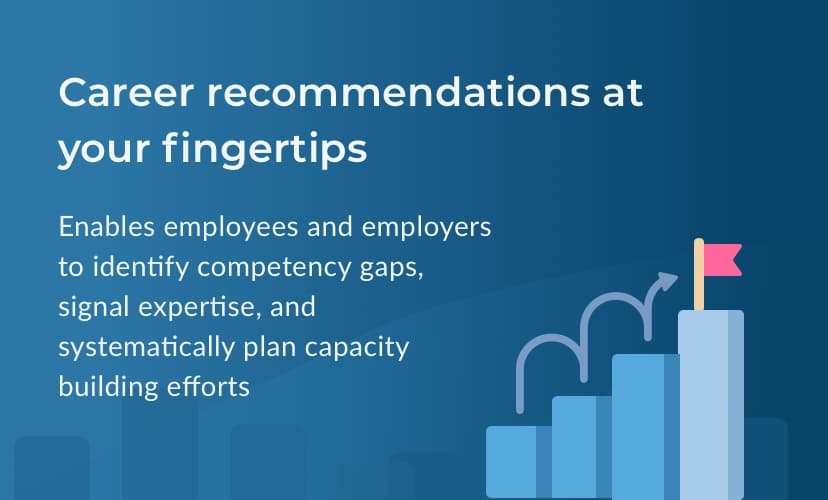 Career recommendations at
your fingertips
Enables employees and employers
to identify competency gaps,
signal expertise, and
systematically plan capacity
building efforts